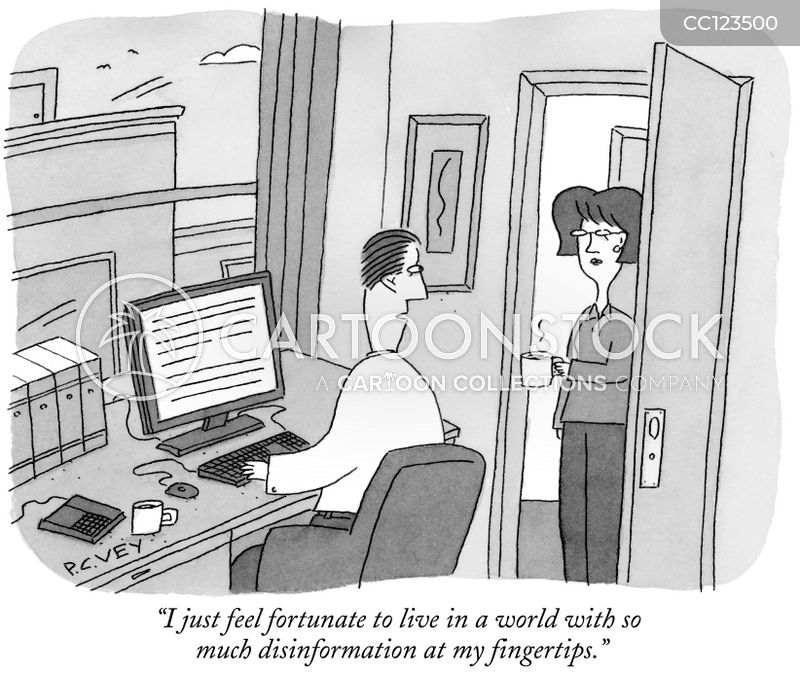 CC123500
CARTOONSTOCK
A CARTOON COLLECTIONS COMPANY
P.C.VEY
“I just feel fortunate to live in a world with so
much disinformation at my fingertips.”